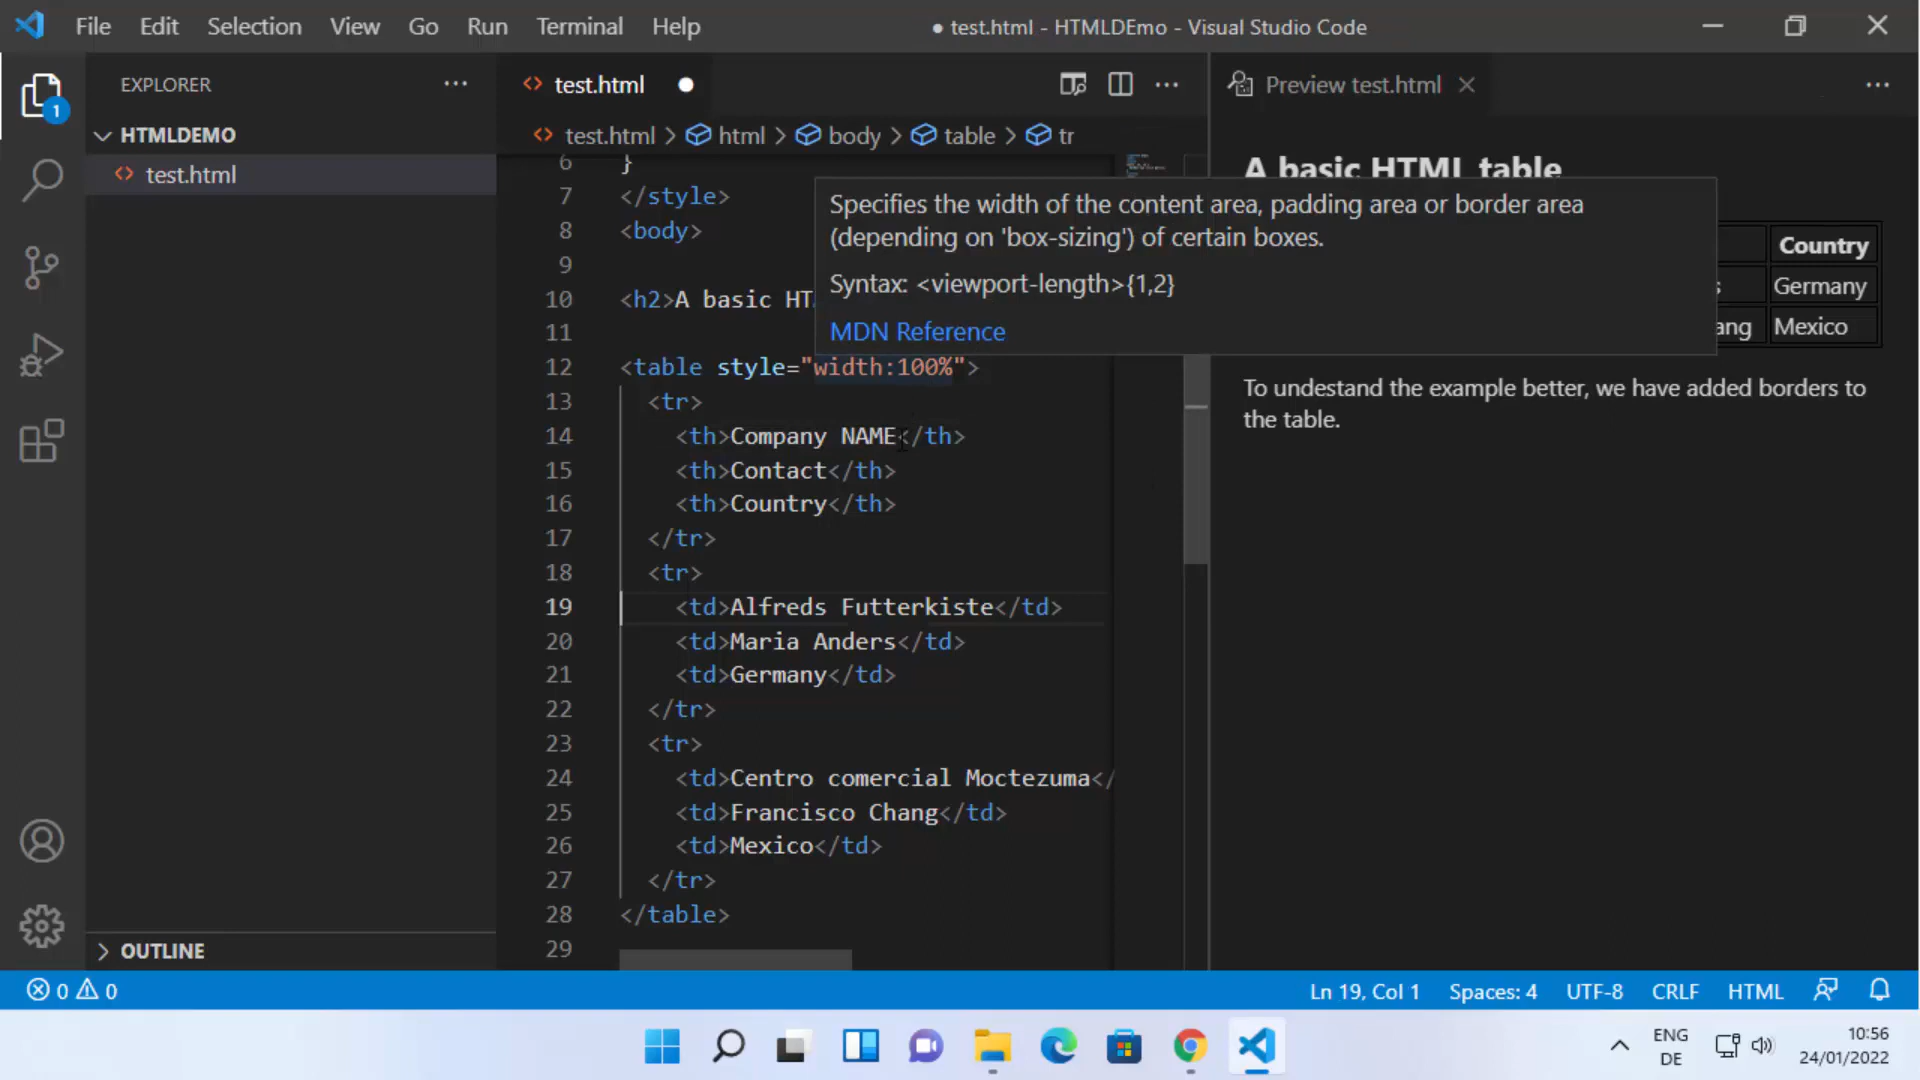 File Edit Selection View Go Run Terminal Help
● test.html - HTMLDEmo - Visual Studio Code
EXPLORER
1
HTMLDEMO
test.html
OUTLINE
test.html
test.html > html > body > table > tr
6 }
7 </style>
8 <body>
9
10 <h2>A basic HT
11
12 <table style="width:100%">
13 <tr>
14 <th>Company NAME</th>
15 <th>Contact</th>
16 <th>Country</th>
17 </tr>
18 <tr>
19 <td>Alfreds Futterkiste</td>
20 <td>Maria Anders</td>
21 <td>Germany</td>
22 </tr>
23 <tr>
24 <td>Centro comercial Moctezuma</
25 <td>Francisco Chang</td>
26 <td>Mexico</td>
27 </tr>
28 </table>
29
Specifies the width of the content area, padding area or border area
(depending on 'box-sizing') of certain boxes.
Syntax: <viewport-length>{1,2}
MDN Reference
Preview test.html
A basic HTML table
Country
s Germany
ang Mexico
To undestand the example better, we have added borders to
the table.
0 0
Ln 19, Col 1 Spaces: 4 UTF-8 CRLF HTML
ENG
DE
10:56
24/01/2022